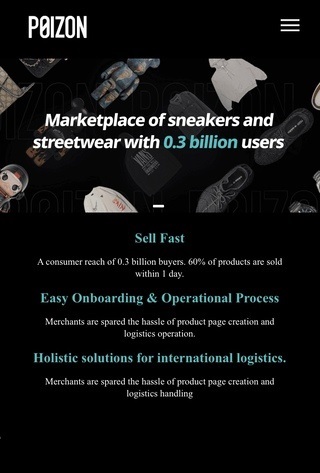 POIZON
Marketplace of sneakers and
streetwear with 0.3 billion users
Sell Fast
A consumer reach of 0.3 billion buyers. 60% of products are sold
within 1 day.
Easy Onboarding & Operational Process
Merchants are spared the hassle of product page creation and
logistics operation.
Holistic solutions for international logistics.
Merchants are spared the hassle of product page creation and
logistics handling